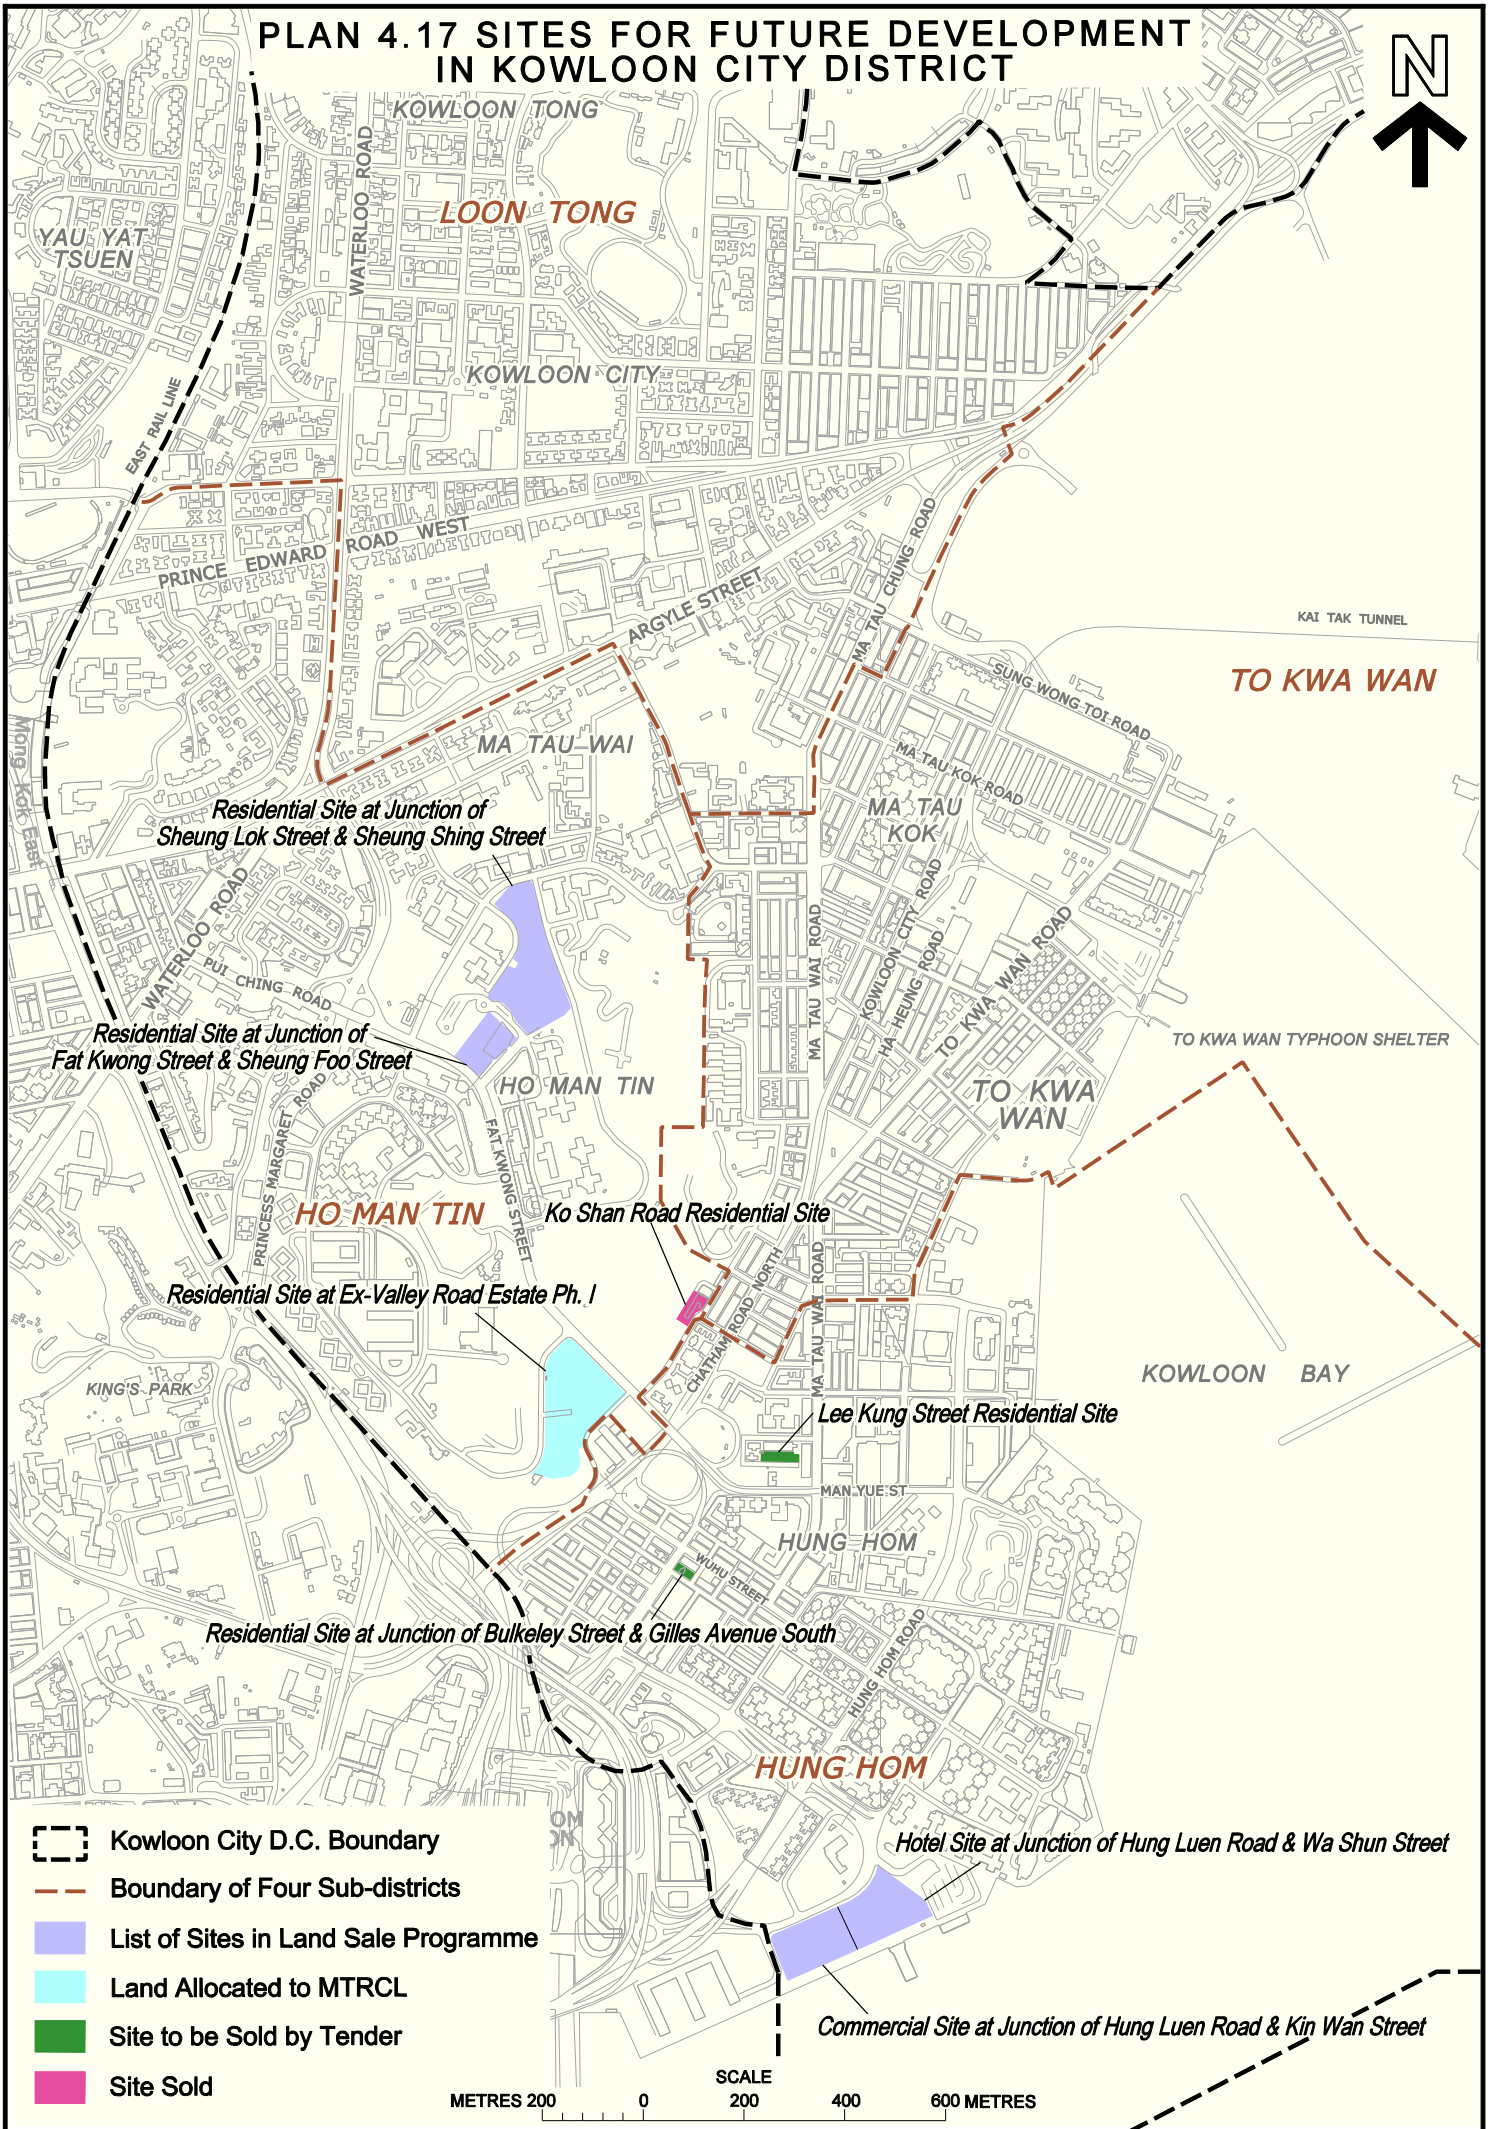 PLAN 4.17 SITES FOR FUTURE DEVELOPMENT
IN KOWLOON CITY DISTRICT
N
KOWLOON TONG
WATERLOO ROAD
LOON TONG
YAU YAT
TSUEN
KOWLOON CITY
EAST RAIL LINE
PRINCE EDWARD ROAD WEST
ARGYLE STREET
MA TAU CHUNG ROAD
KAI TAK TUNNEL
SUNG WONG TOI ROAD
TO KWA WAN
Mong Kok East
MA TAU WAI
MA TAU KOK ROAD
MA TAU
KOK
Residential Site at Junction of
Sheung Lok Street & Sheung Shing Street
WATERLOO ROAD
PUI CHING ROAD
MA TAU WAI ROAD
KOWLOON CITY ROAD
HA HEUNG ROAD
TO KWA WAN ROAD
Residential Site at Junction of
Fat Kwong Street & Sheung Foo Street
TO KWA WAN TYPHOON SHELTER
HO MAN TIN
TO KWA
WAN
PRINCESS MARGARET ROAD
FAT KWONG STREET
HO MAN TIN
Ko Shan Road Residential Site
CHATHAM ROAD NORTH
MA TAU WAI ROAD
Residential Site at Ex-Valley Road Estate Ph. I
KING'S PARK
KOWLOON BAY
Lee Kung Street Residential Site
MAN YUE ST
HUNG HOM
WUHU STREET
Residential Site at Junction of Bulkeley Street & Gilles Avenue South
HUNG HOM ROAD
HUNG HOM
OM
ON
Hotel Site at Junction of Hung Luen Road & Wa Shun Street
Commercial Site at Junction of Hung Luen Road & Kin Wan Street
Kowloon City D.C. Boundary
Boundary of Four Sub-districts
List of Sites in Land Sale Programme
Land Allocated to MTRCL
Site to be Sold by Tender
Site Sold
SCALE
METRES 200 0 200 400 600 METRES